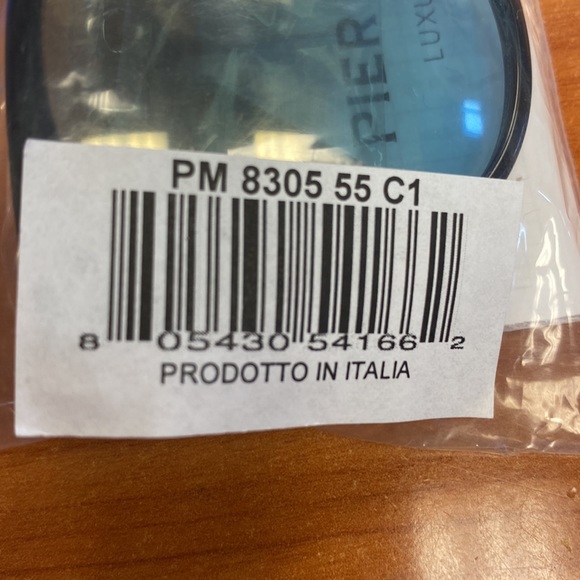 PIER
LUXU
PM 8305 55 C1
8 05430 54166 2
PRODOTTO IN ITALIA